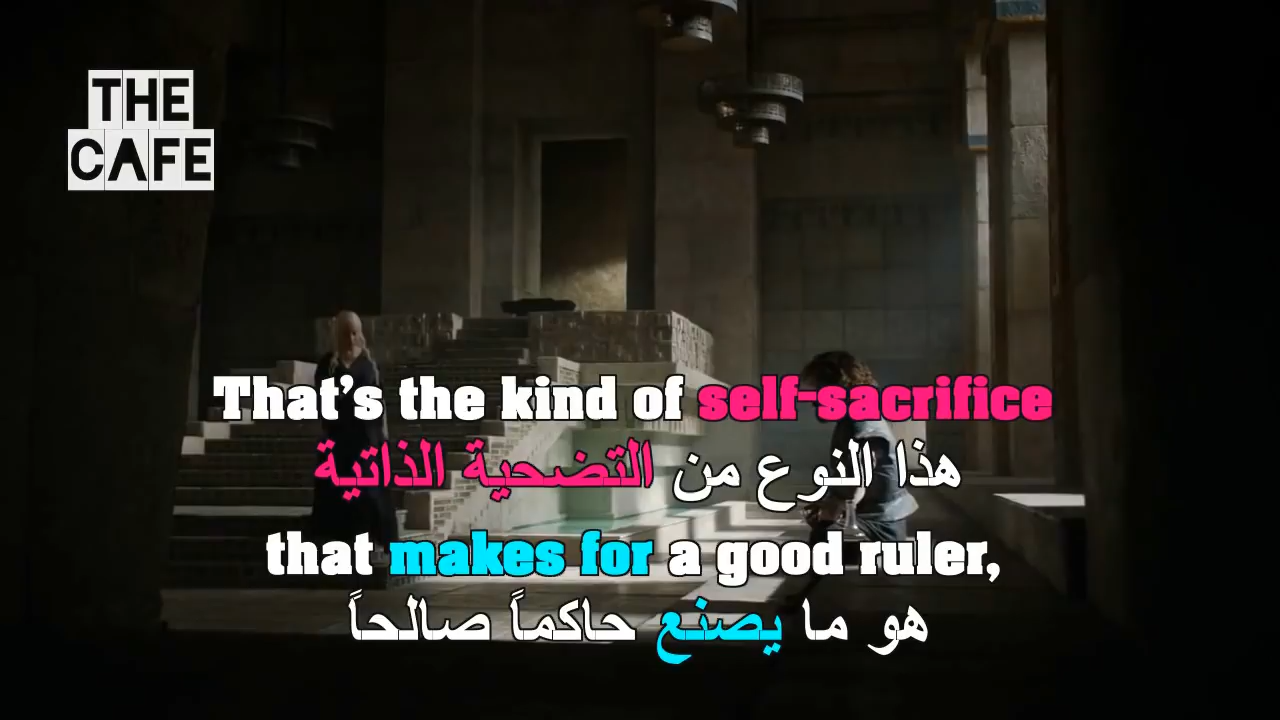 THE
CAFE
That's the kind of self-sacrifice
هذا النوع من التضحية الذاتية
that makes for a good ruler,
هو ما يصنع حاكماً صالحاً